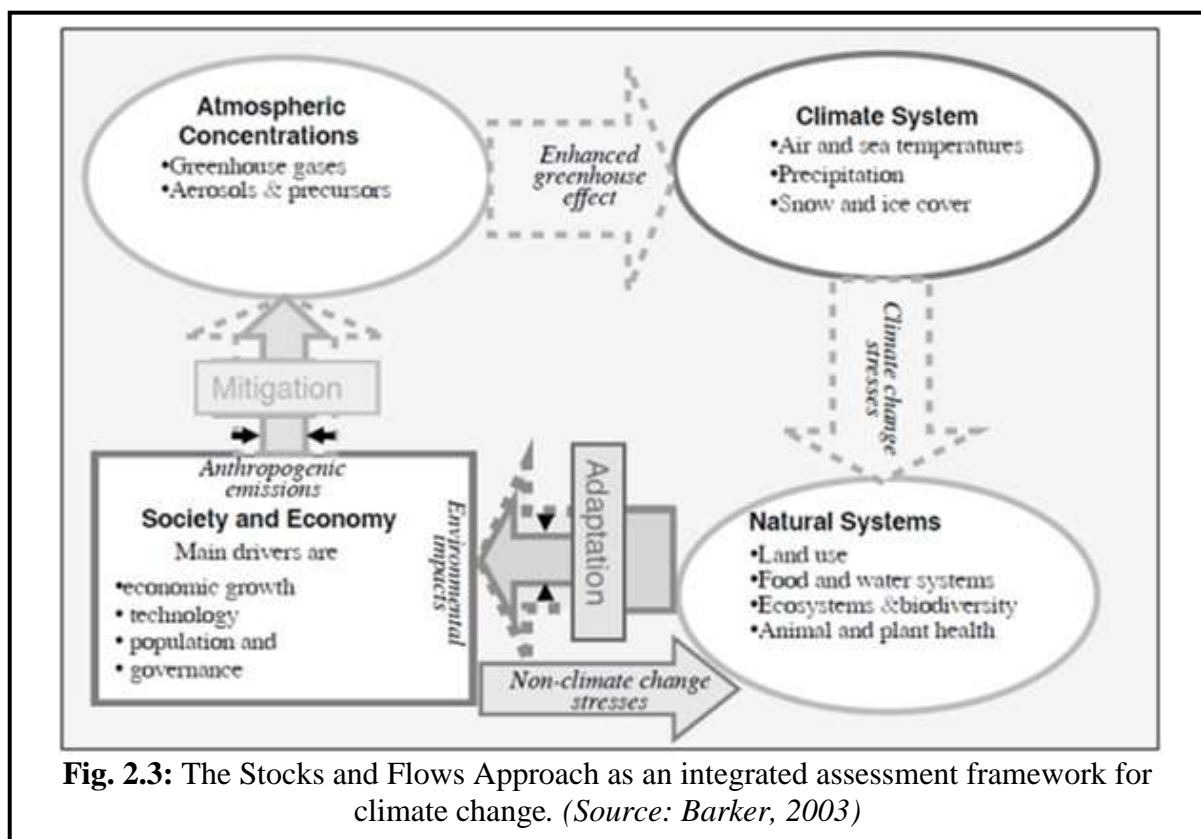 Atmospheric
Concentrations
•Greenhouse gases
•Aerosols & precursors
Enhanced
greenhouse
effect
Climate System
•Air and sea temperatures
•Precipitation
•Snow and ice cover
Climate change
stresses
Mitigation
Anthropogenic
emissions
Society and Economy
Main drivers are
•economic growth
• technology
• population and
• governance
Environmental
impacts
Adaptation
Natural Systems
•Land use
•Food and water systems
•Ecosystems &biodiversity
•Animal and plant health
Non-climate change
stresses
Fig. 2.3: The Stocks and Flows Approach as an integrated assessment framework for
climate change. (Source: Barker, 2003)